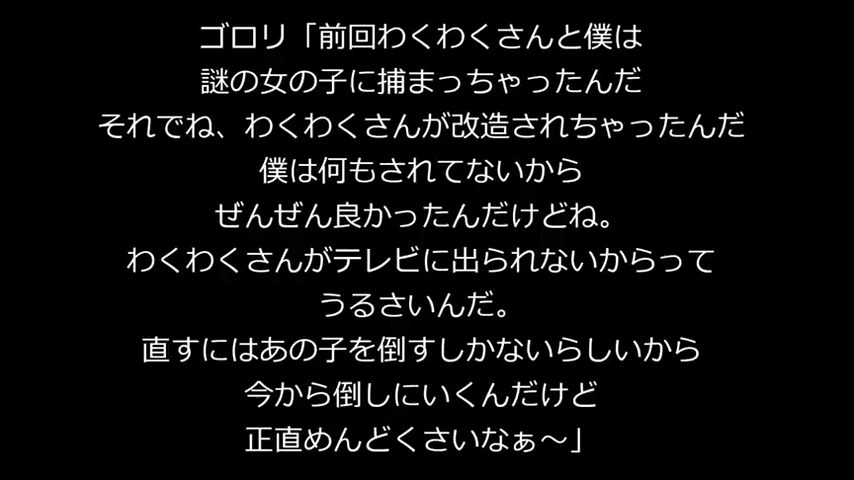 ゴロリ「前回わくわくさんと僕は
謎の女の子に捕まっちゃったんだ
それでね、わくわくさんが改造されちゃったんだ
僕は何もされてないから
ぜんぜん良かったんだけどね。
わくわくさんがテレビに出られないからって
うるさいんだ。
直すにはあの子を倒すしかないらしいから
今から倒しにいくんだけど
正直めんどくさいなぁ～」